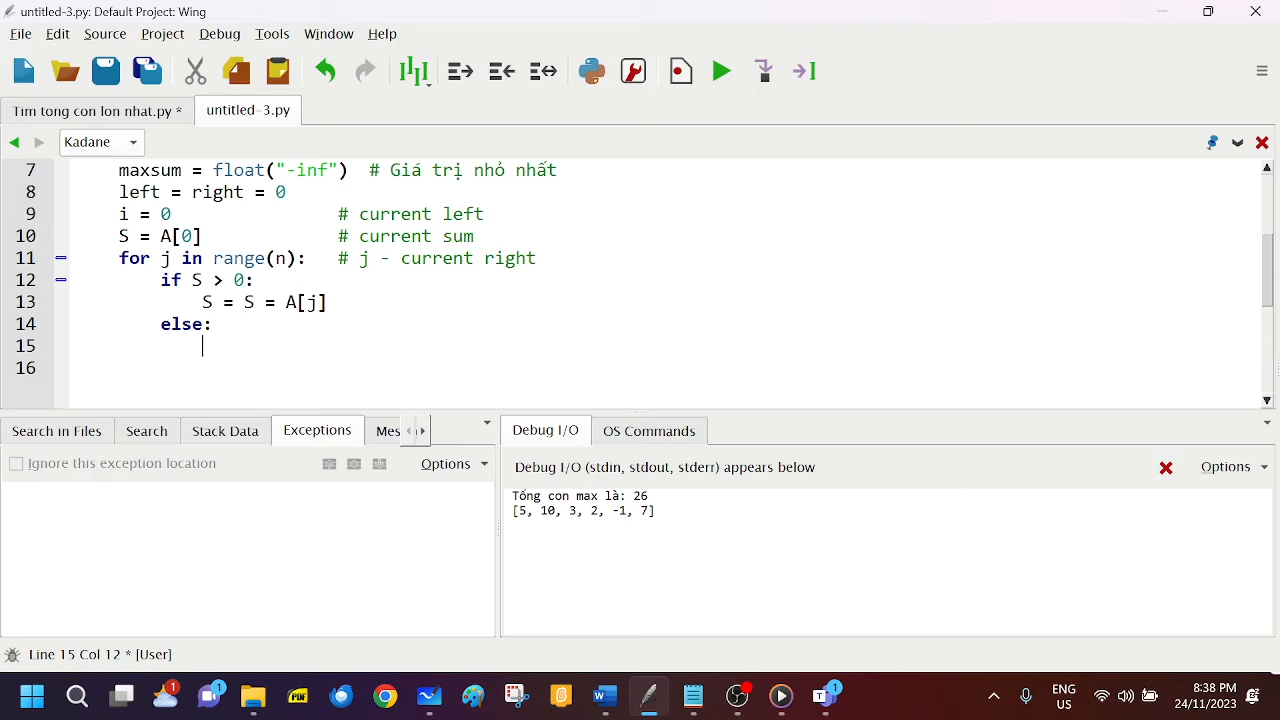 untitled-3.py: Default Project: Wing
File Edit Source Project Debug Tools Window Help
Tim tong con lon nhat.py * untitled-3.py
Kadane
7 maxsum = float("-inf") # Giá trị nhỏ nhất
8 left = right = 0
9 i = 0 # current left
10 S = A[0] # current sum
11 for j in range(n): # j - current right
12 if S > 0:
13 S = S = A[j]
14 else:
15
16
Search in Files Search Stack Data Exceptions Mes
Debug I/O OS Commands
Ignore this exception location Options
Debug I/O (stdin, stdout, stderr) appears below Options
Tổng con max là: 26
[5, 10, 3, 2, -1, 7]
Line 15 Col 12 * [User]
1
1
PDF
1
ENG
US
8:38 PM
24/11/2023